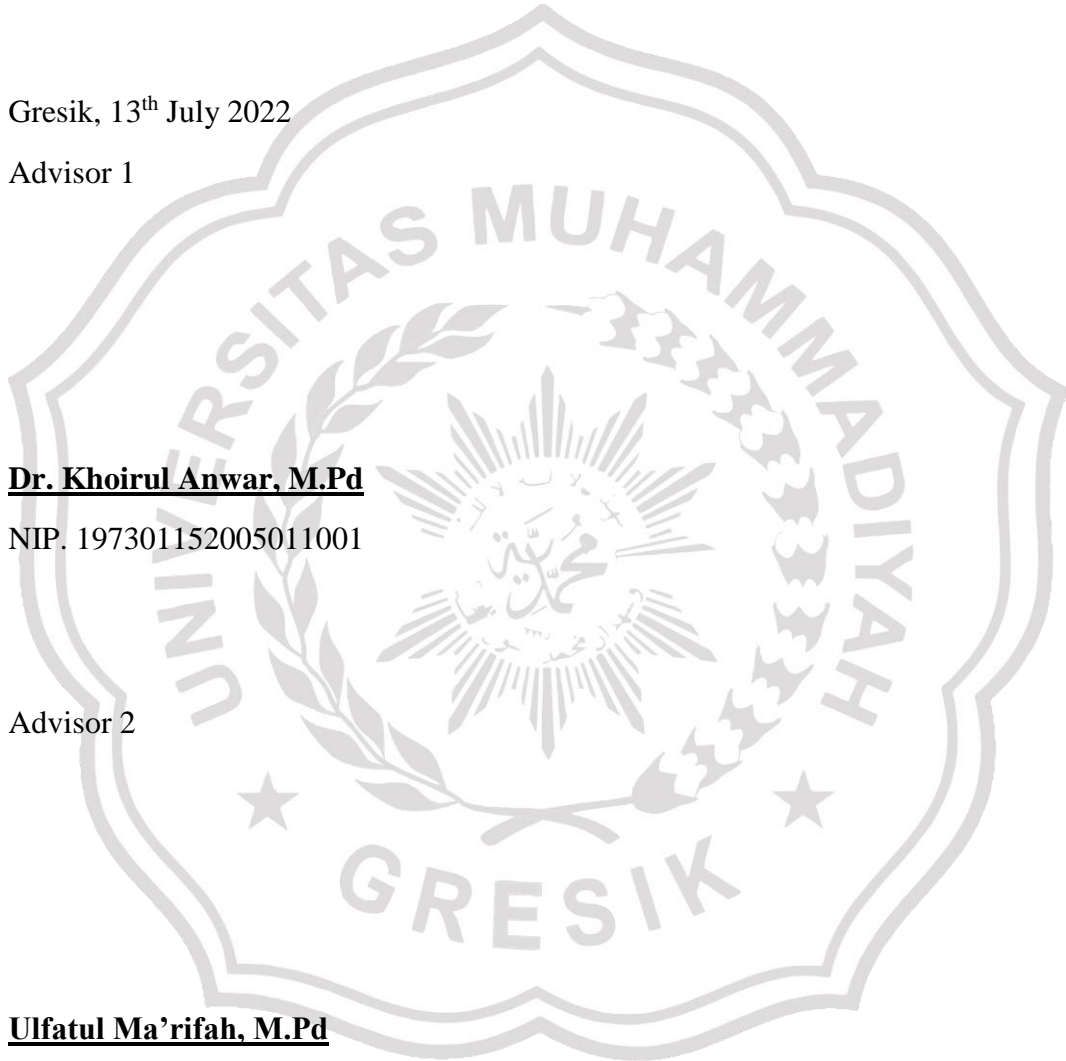 Gresik, 13th July 2022
Advisor 1
UNIVERSITAS MUHAMMADIYAH
Dr. Khoirul Anwar, M.Pd
NIP. 197301152005011001
Advisor 2
GRESIK
Ulfatul Ma’rifah, M.Pd